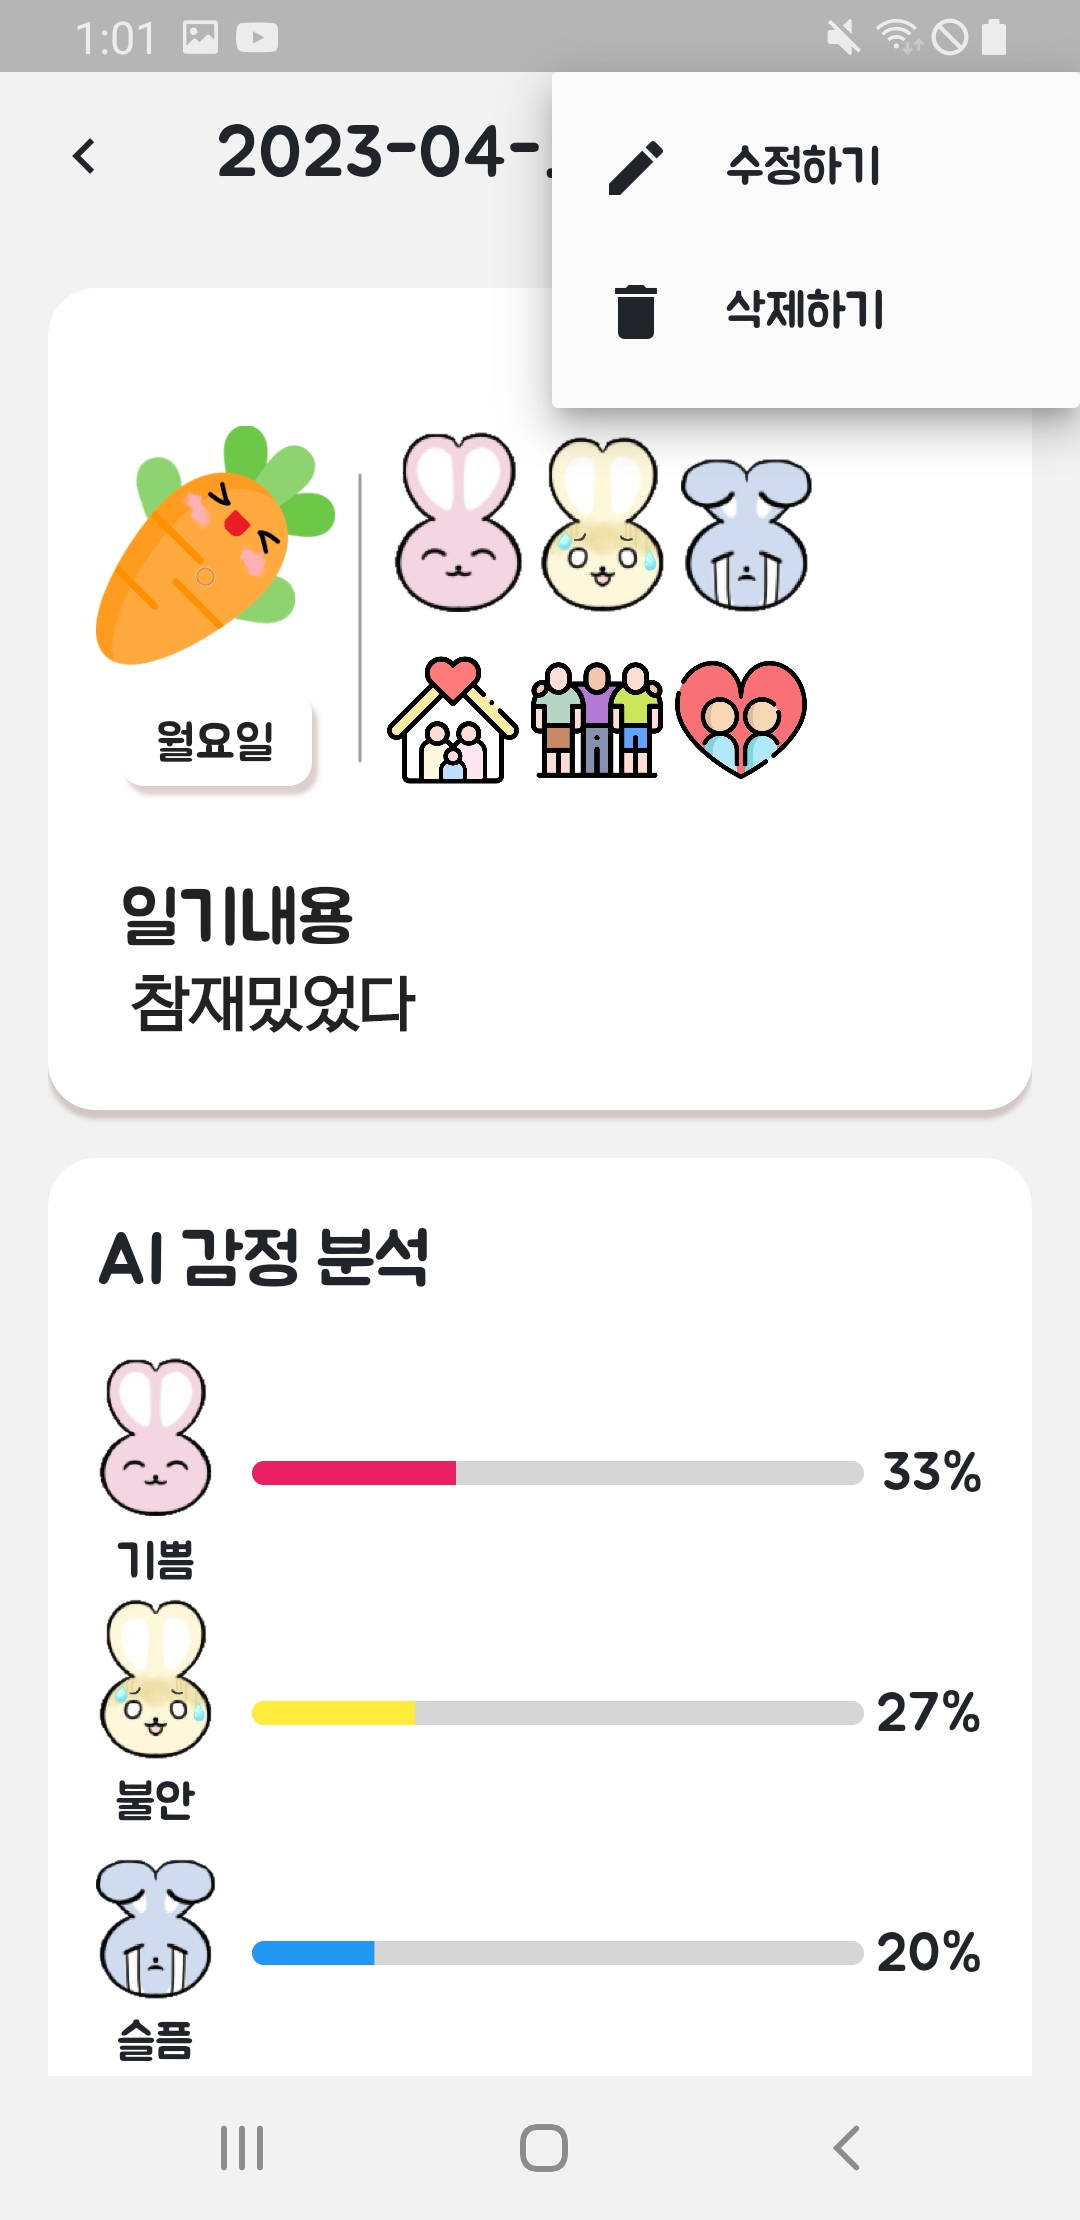 1:01
2023-04-
수정하기
삭제하기
월요일
일기내용
참재밌었다
AI 감정 분석
33%
기쁨
27%
불안
20%
슬픔